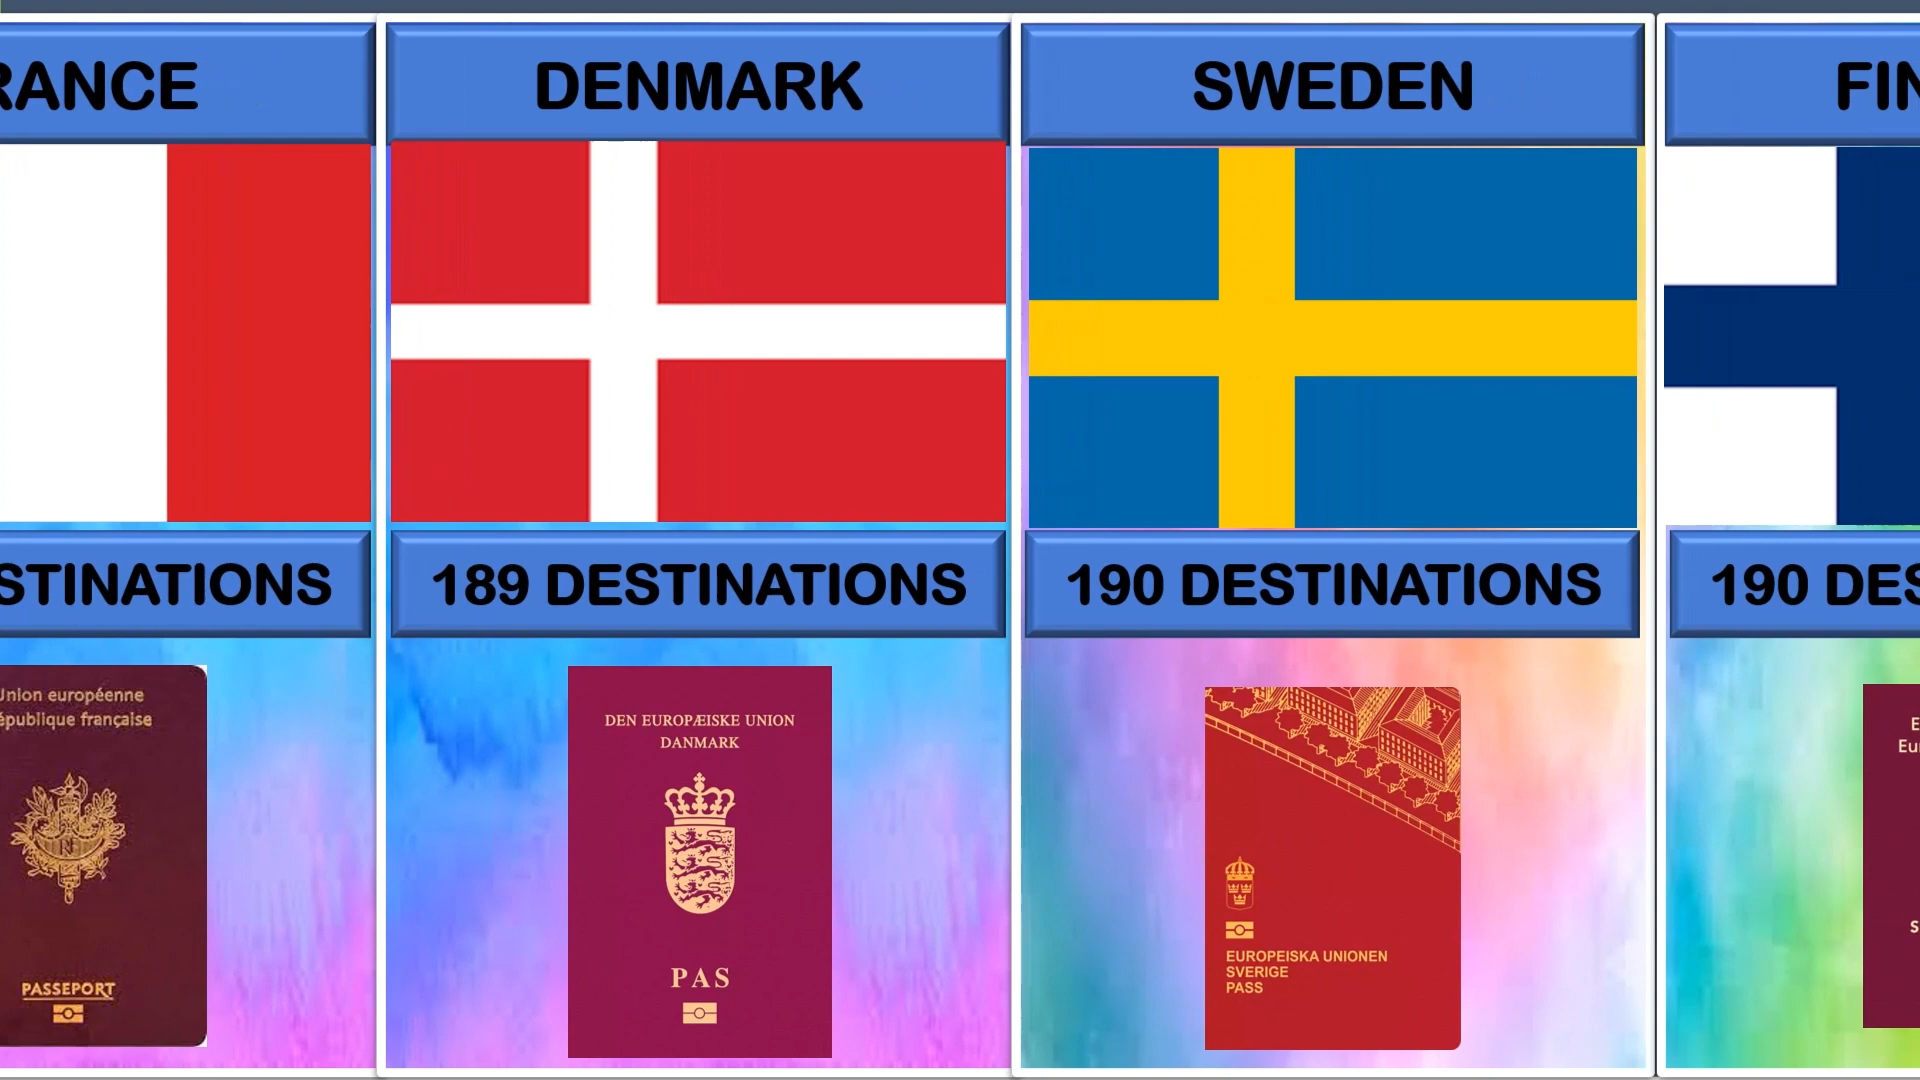 RANCE
DENMARK
SWEDEN
FIN
STINATIONS
189 DESTINATIONS
190 DESTINATIONS
190 DES
Union européenne
épublique française
PASSEPORT
DEN EUROPÆISKE UNION
DANMARK
PAS
EUROPEISKA UNIONEN
SVERIGE
PASS
E
Eu
S